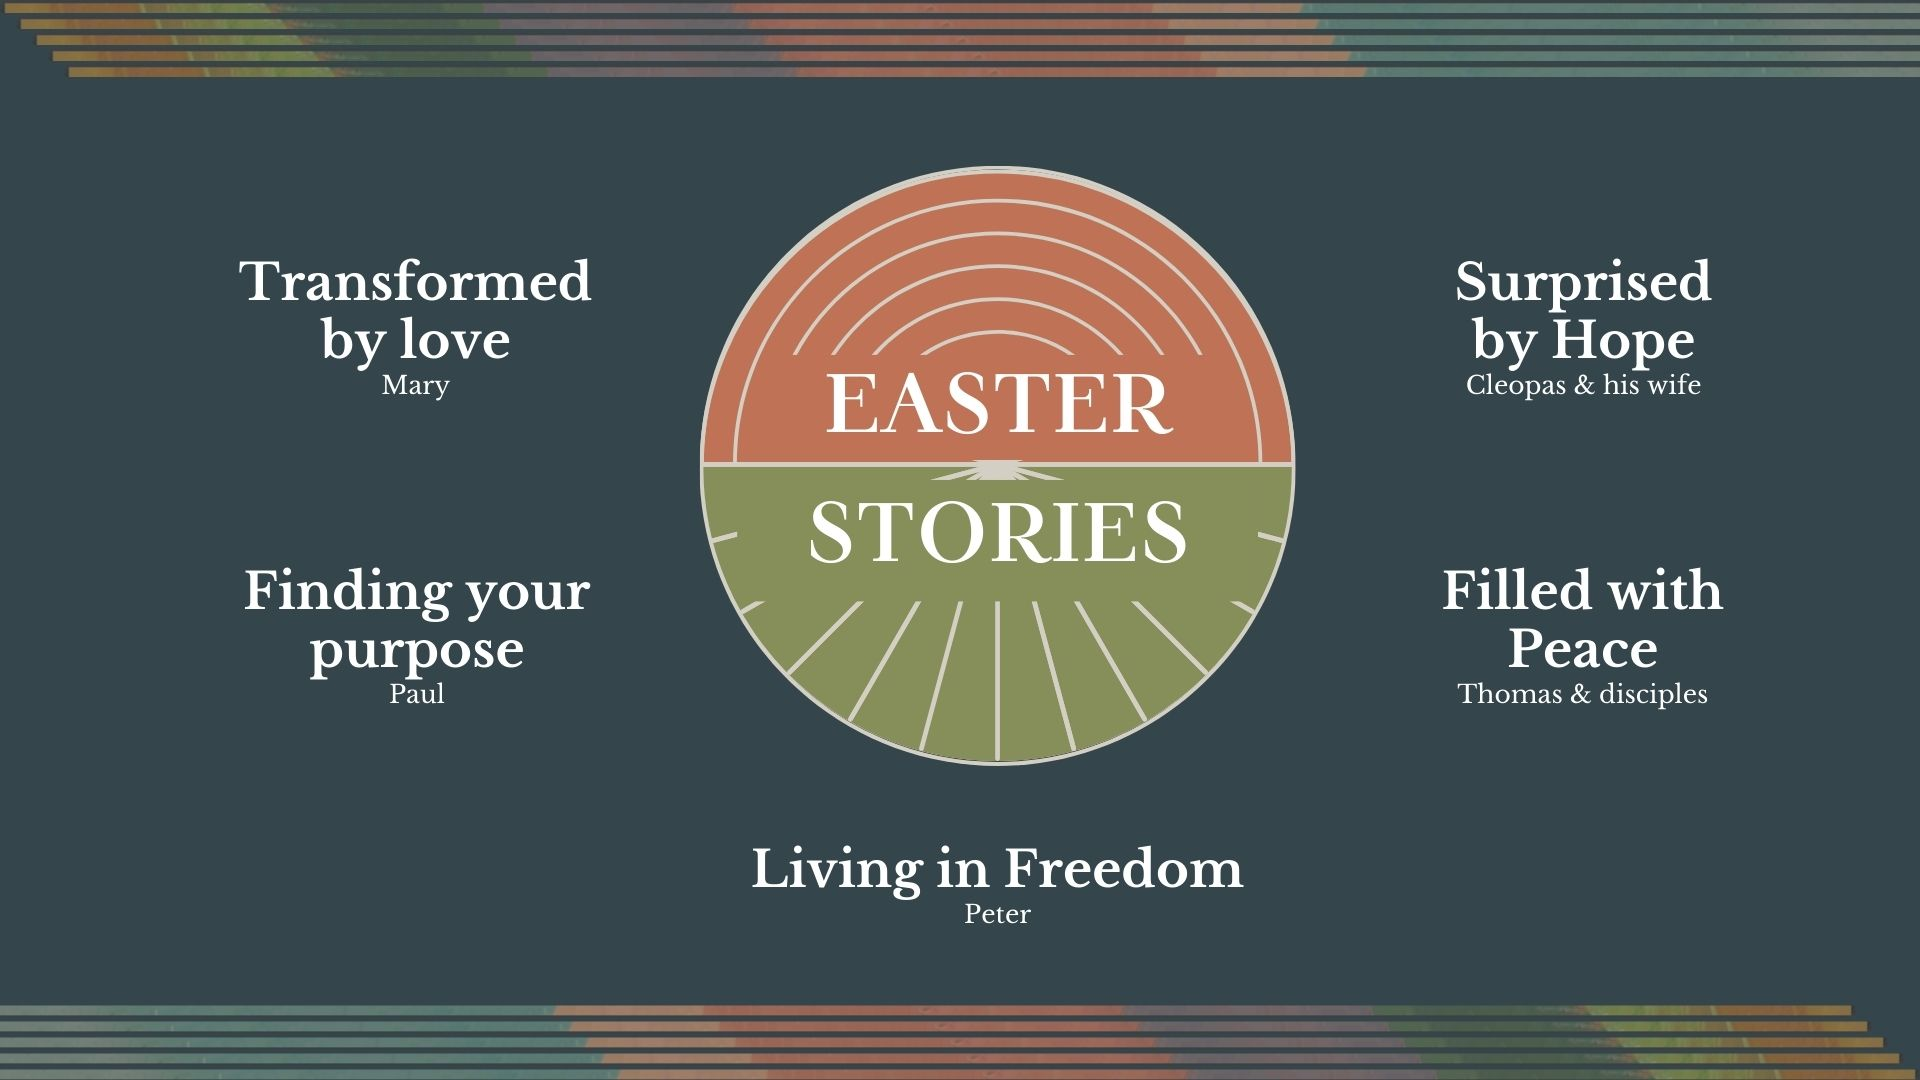 Transformed
by love
Mary
Surprised
by Hope
Cleopas & his wife
EASTER
STORIES
Finding your
purpose
Paul
Filled with
Peace
Thomas & disciples
Living in Freedom
Peter